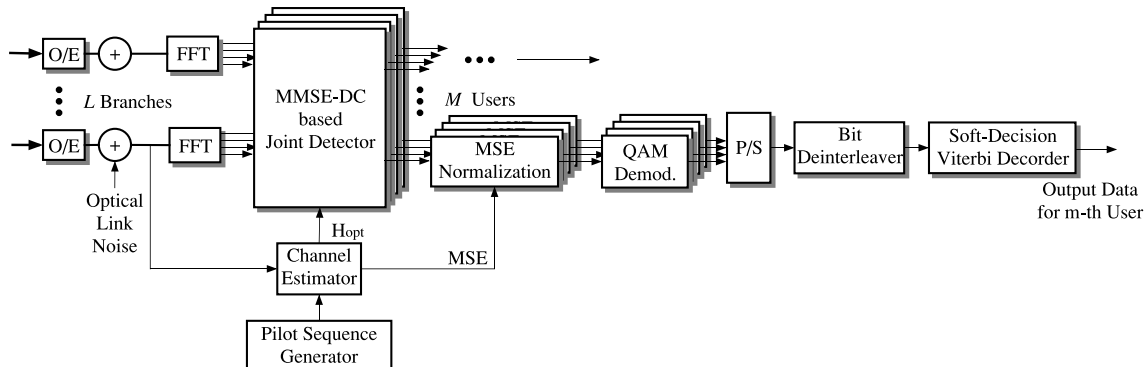 O/E
+
FFT
L Branches
O/E
+
FFT
Optical
Link
Noise
MMSE-DC
based
Joint Detector
M Users
MSE
Normalization
QAM
Demod.
P/S
Bit
Deinterleaver
Soft-Decision
Viterbi Decorder
Output Data
for m-th User
Hopt
Channel
Estimator
MSE
Pilot Sequence
Generator